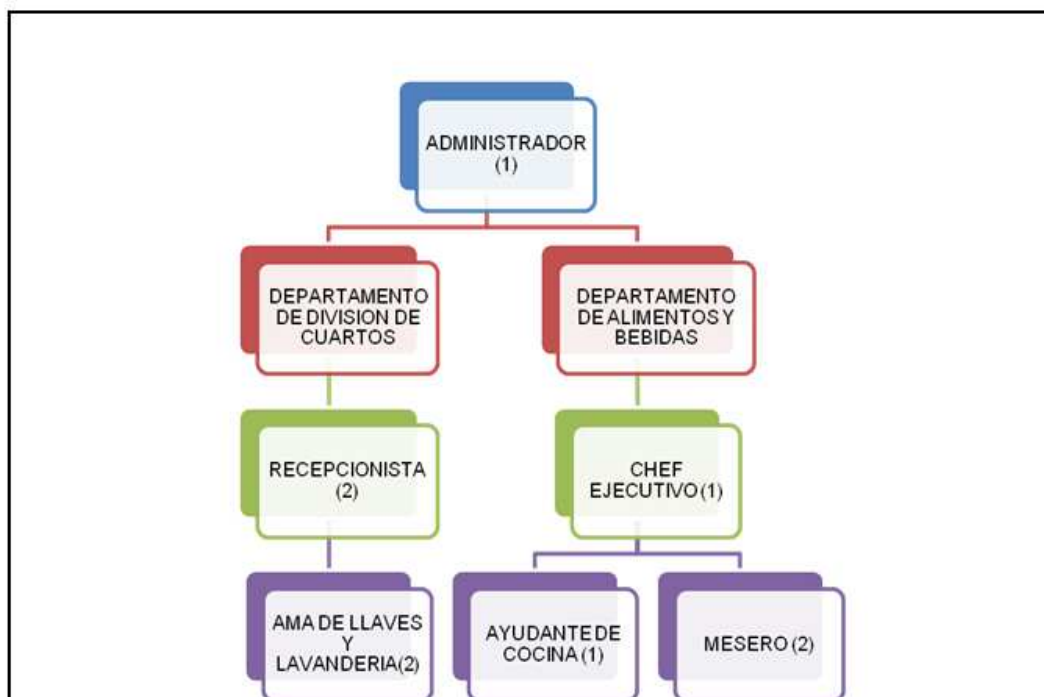 ADMINISTRADOR
(1)
DEPARTAMENTO
DE DIVISION DE
CUARTOS
DEPARTAMENTO
DE ALIMENTOS Y
BEBIDAS
RECEPCIONISTA
(2)
CHEF
EJECUTIVO (1)
AMA DE LLAVES
Y
LAVANDERIA(2)
AYUDANTE DE
COCINA (1)
MESERO (2)